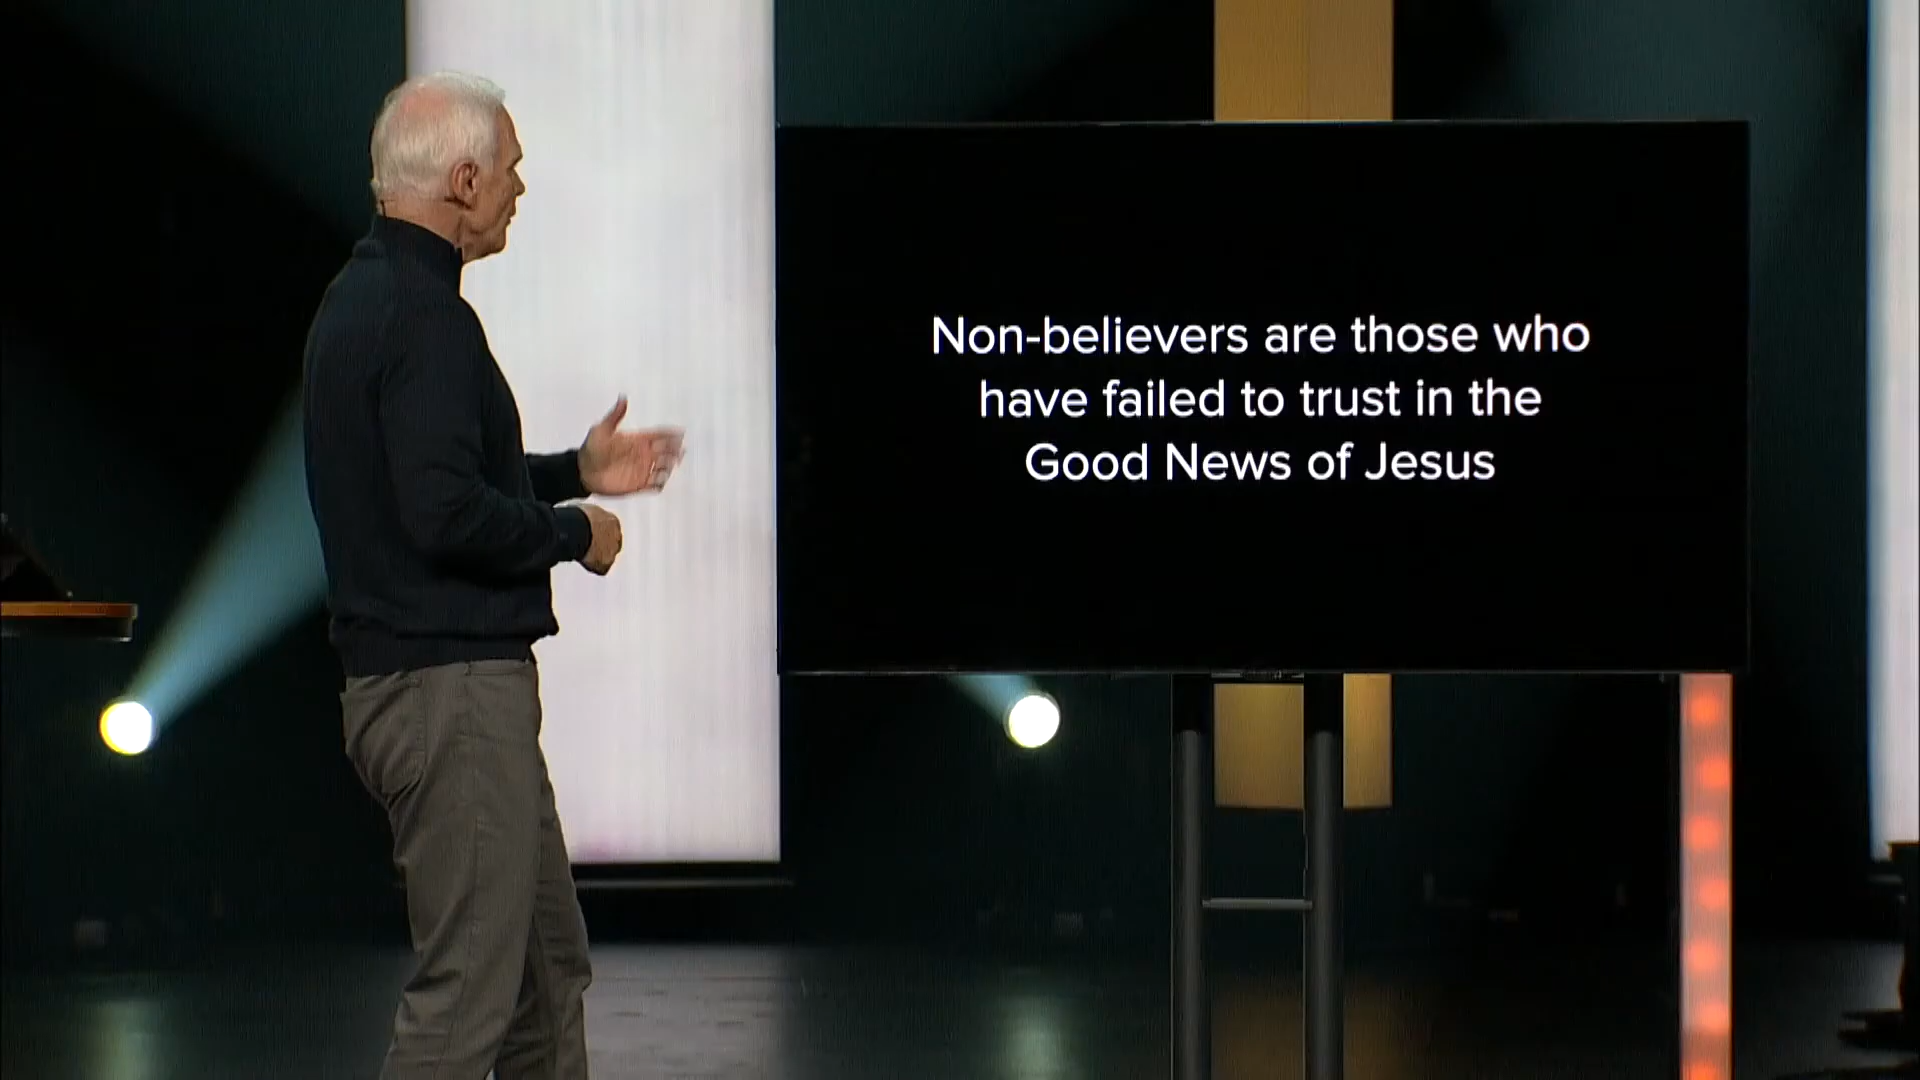 Non-believers are those who
have failed to trust in the
Good News of Jesus